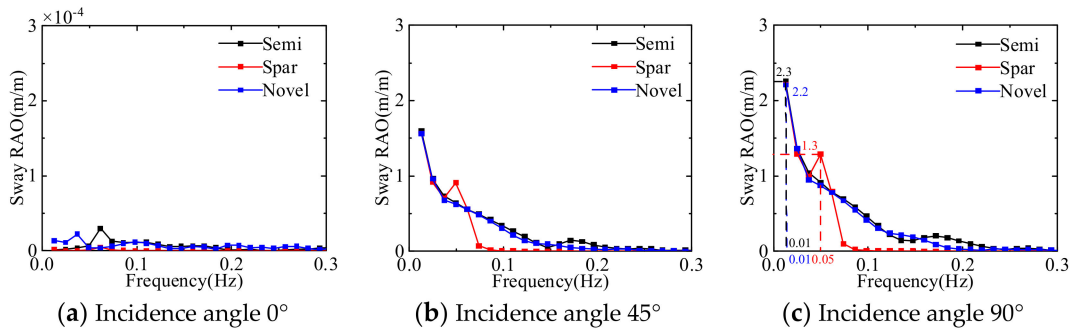 ×10⁻⁴
3
2
1
0
Sway RAO(m/m)
Semi
Spar
Novel
0.0 0.1 0.2 0.3
Frequency(Hz)
(a) Incidence angle 0°
3
2
1
0
Sway RAO(m/m)
Semi
Spar
Novel
0.0 0.1 0.2 0.3
Frequency(Hz)
(b) Incidence angle 45°
3
2
1
0
Sway RAO(m/m)
Semi
Spar
Novel
2.3
2.2
1.3
0.01
0.01 0.05
0.0 0.1 0.2 0.3
Frequency(Hz)
(c) Incidence angle 90°